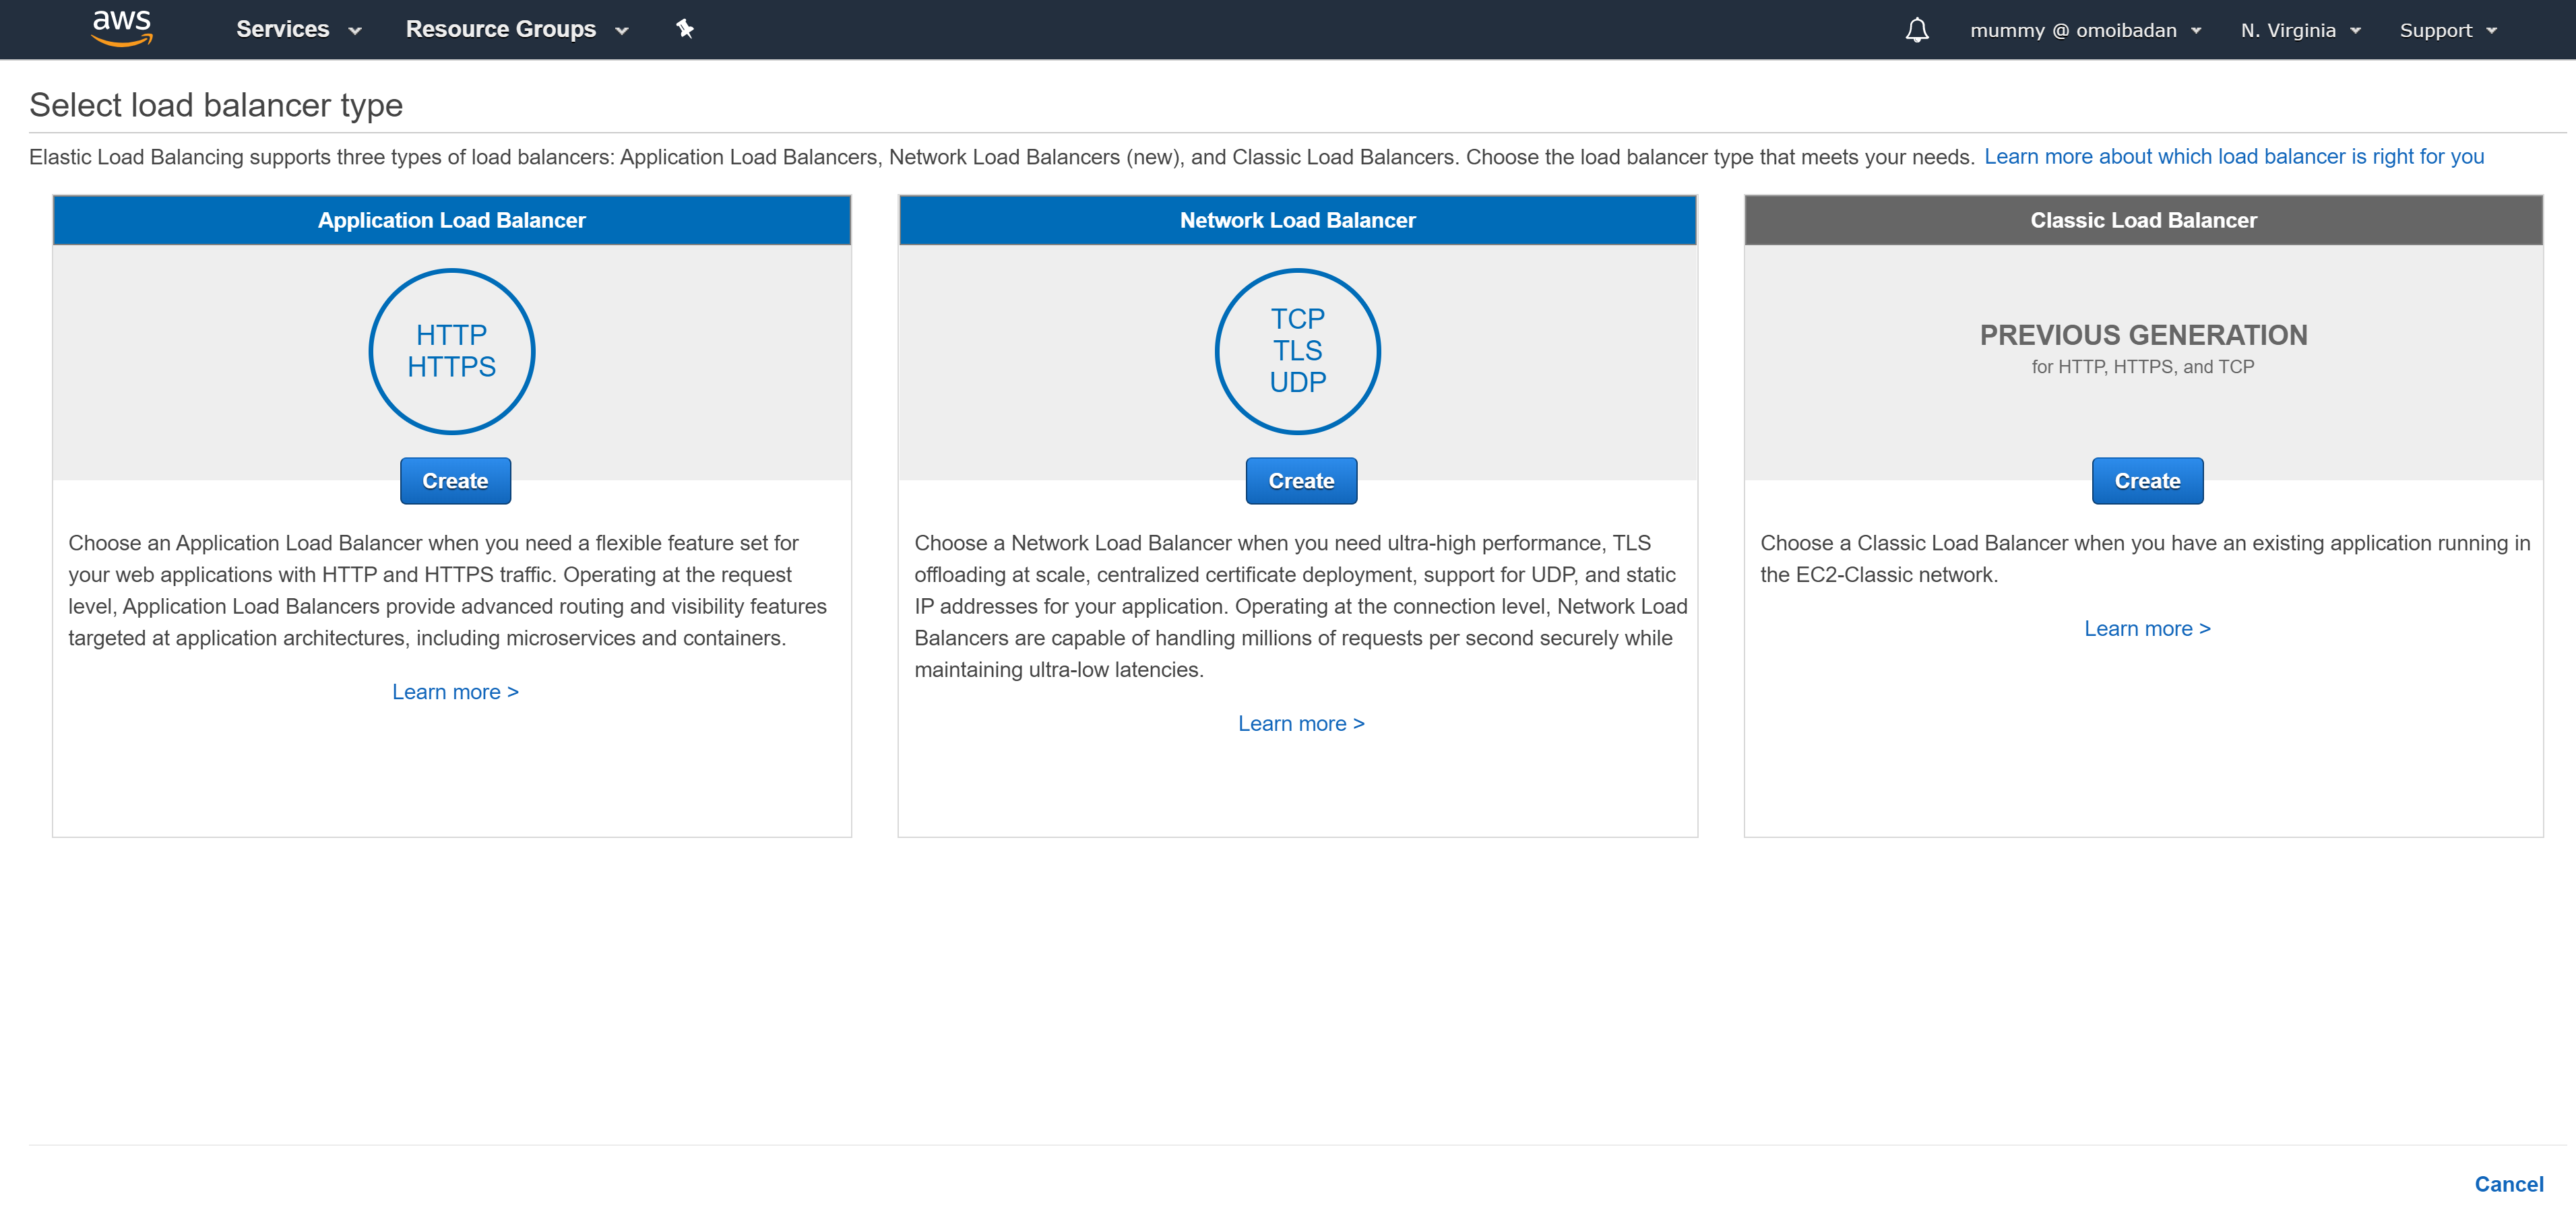 aws Services Resource Groups mummy @ omoibadan N. Virginia Support
Select load balancer type
Elastic Load Balancing supports three types of load balancers: Application Load Balancers, Network Load Balancers (new), and Classic Load Balancers. Choose the load balancer type that meets your needs. Learn more about which load balancer is right for you
Application Load Balancer
HTTP
HTTPS
Create
Choose an Application Load Balancer when you need a flexible feature set for
your web applications with HTTP and HTTPS traffic. Operating at the request
level, Application Load Balancers provide advanced routing and visibility features
targeted at application architectures, including microservices and containers.
Learn more >
Network Load Balancer
TCP
TLS
UDP
Create
Choose a Network Load Balancer when you need ultra-high performance, TLS
offloading at scale, centralized certificate deployment, support for UDP, and static
IP addresses for your application. Operating at the connection level, Network Load
Balancers are capable of handling millions of requests per second securely while
maintaining ultra-low latencies.
Learn more >
Classic Load Balancer
PREVIOUS GENERATION
for HTTP, HTTPS, and TCP
Create
Choose a Classic Load Balancer when you have an existing application running in
the EC2-Classic network.
Learn more >
Cancel